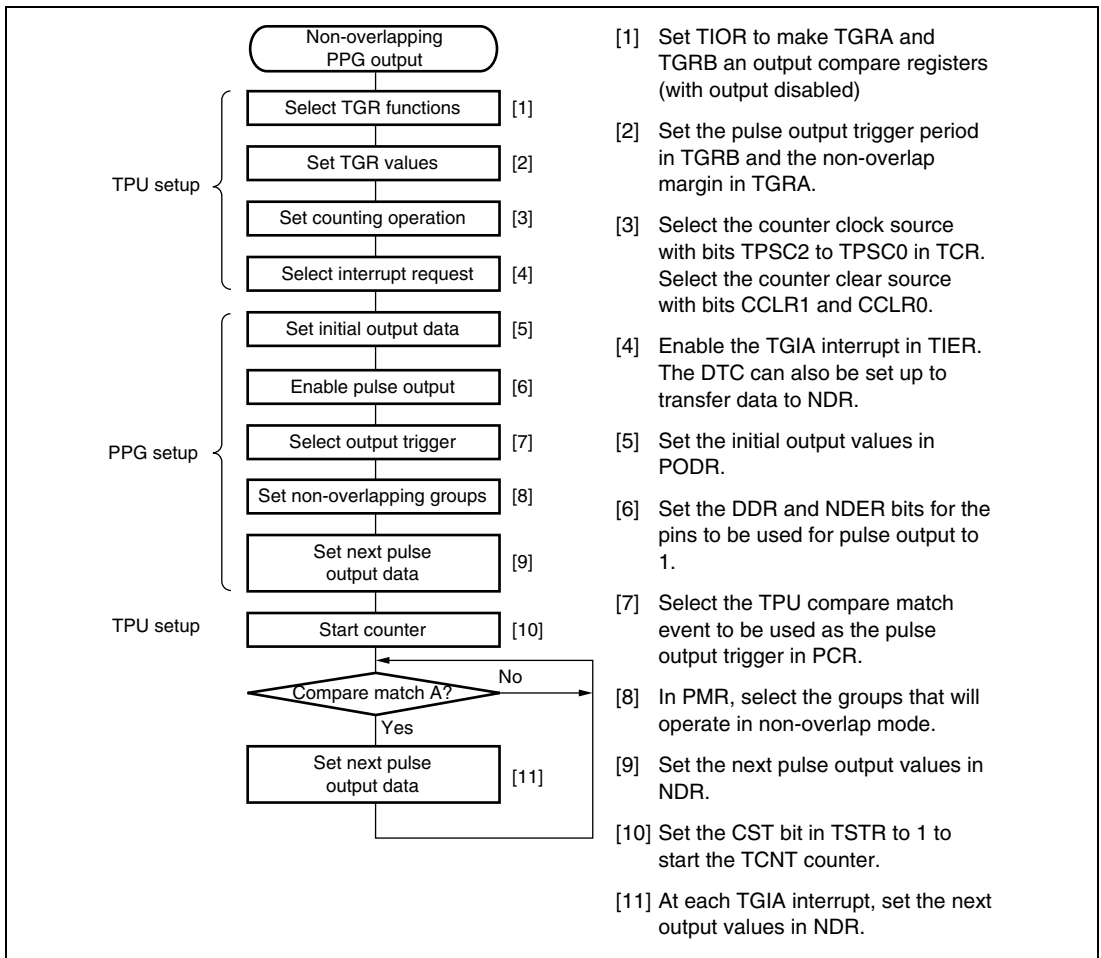 Non-overlapping
PPG output
Select TGR functions [1]
Set TGR values [2]
TPU setup
Set counting operation [3]
Select interrupt request [4]
Set initial output data [5]
Enable pulse output [6]
Select output trigger [7]
PPG setup
Set non-overlapping groups [8]
Set next pulse
output data
[9]
TPU setup
Start counter [10]
Compare match A?
No
Yes
Set next pulse
output data
[11]
[1] Set TIOR to make TGRA and
TGRB an output compare registers
(with output disabled)
[2] Set the pulse output trigger period
in TGRB and the non-overlap
margin in TGRA.
[3] Select the counter clock source
with bits TPSC2 to TPSC0 in TCR.
Select the counter clear source
with bits CCLR1 and CCLR0.
[4] Enable the TGIA interrupt in TIER.
The DTC can also be set up to
transfer data to NDR.
[5] Set the initial output values in
PODR.
[6] Set the DDR and NDER bits for the
pins to be used for pulse output to
1.
[7] Select the TPU compare match
event to be used as the pulse
output trigger in PCR.
[8] In PMR, select the groups that will
operate in non-overlap mode.
[9] Set the next pulse output values in
NDR.
[10] Set the CST bit in TSTR to 1 to
start the TCNT counter.
[11] At each TGIA interrupt, set the next
output values in NDR.